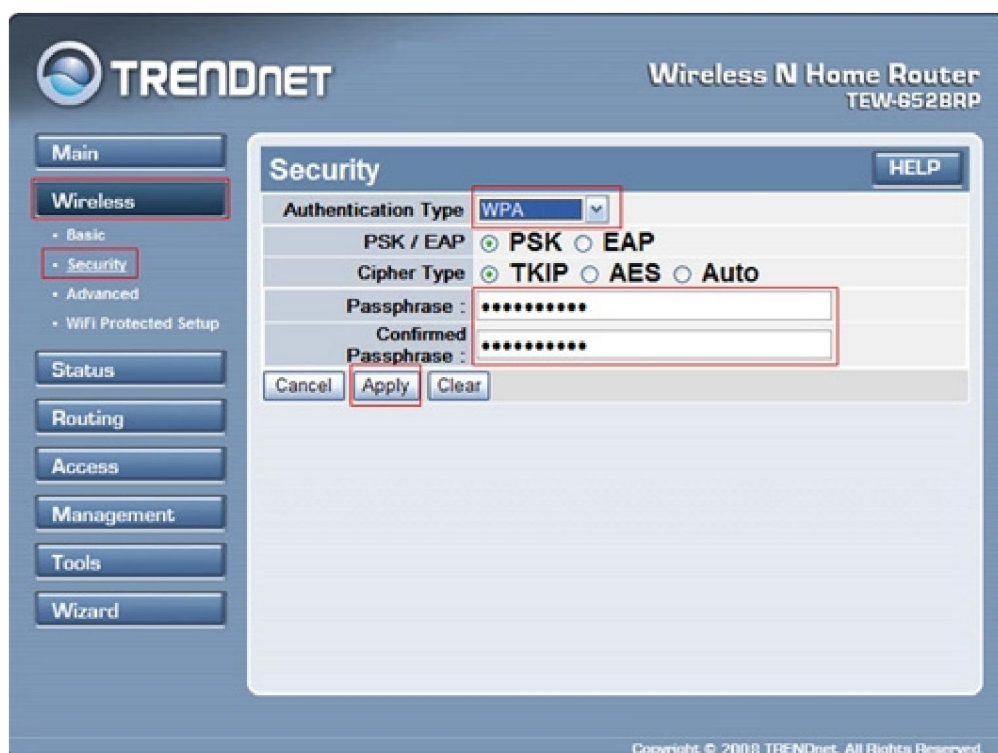 TRENDNET
Wireless N Home Router
TEW-652BRP
Main
Wireless
• Basic
• Security
• Advanced
• WiFi Protected Setup
Status
Routing
Access
Management
Tools
Wizard
Security
HELP
Authentication Type WPA
PSK / EAP PSK EAP
Cipher Type TKIP AES Auto
Passphrase : ••••••••••
Confirmed
Passphrase : ••••••••••
Cancel Apply Clear
Copyright © 2008 TRENDnet. All Rights Reserved.